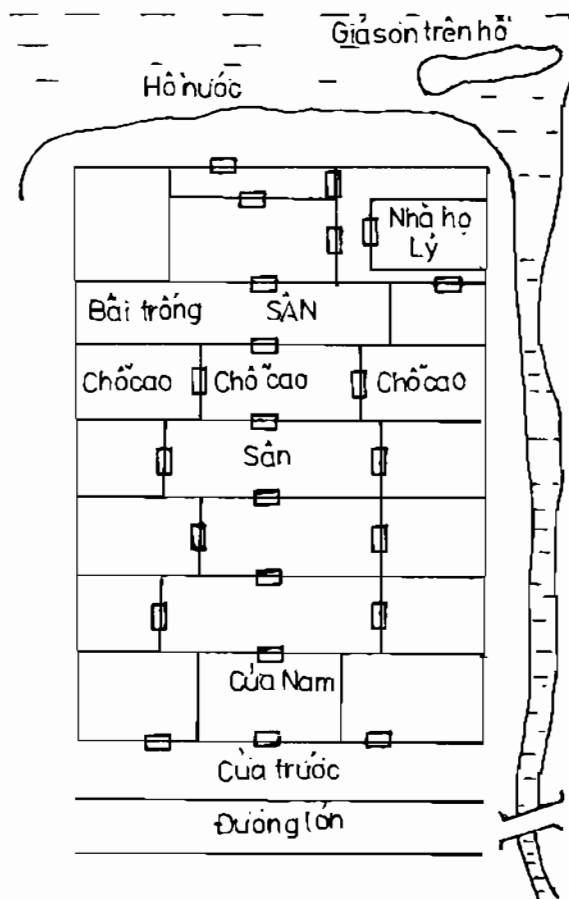 Giả sơn trên hồ
Hồ nước
Nhà họ
Lý
Bãi trống SÂN
Chỗ cao Chỗ cao Chỗ cao
Sân
Cửa Nam
Cửa trước
Đường lớn